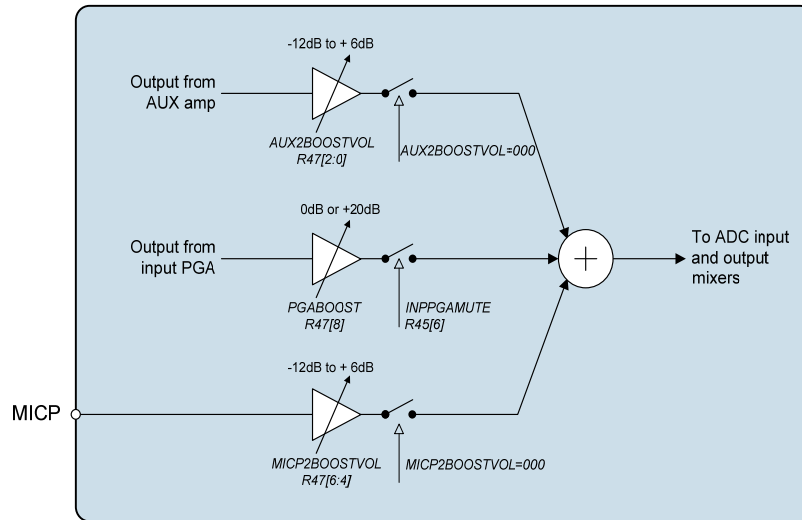 -12dB to + 6dB
Output from
AUX amp
AUX2BOOSTVOL
R47[2:0]
AUX2BOOSTVOL=000
0dB or +20dB
Output from
input PGA
PGABOOST
R47[8]
INPPGAMUTE
R45[6]
+
To ADC input
and output
mixers
-12dB to + 6dB
MICP
MICP2BOOSTVOL
R47[6:4]
MICP2BOOSTVOL=000